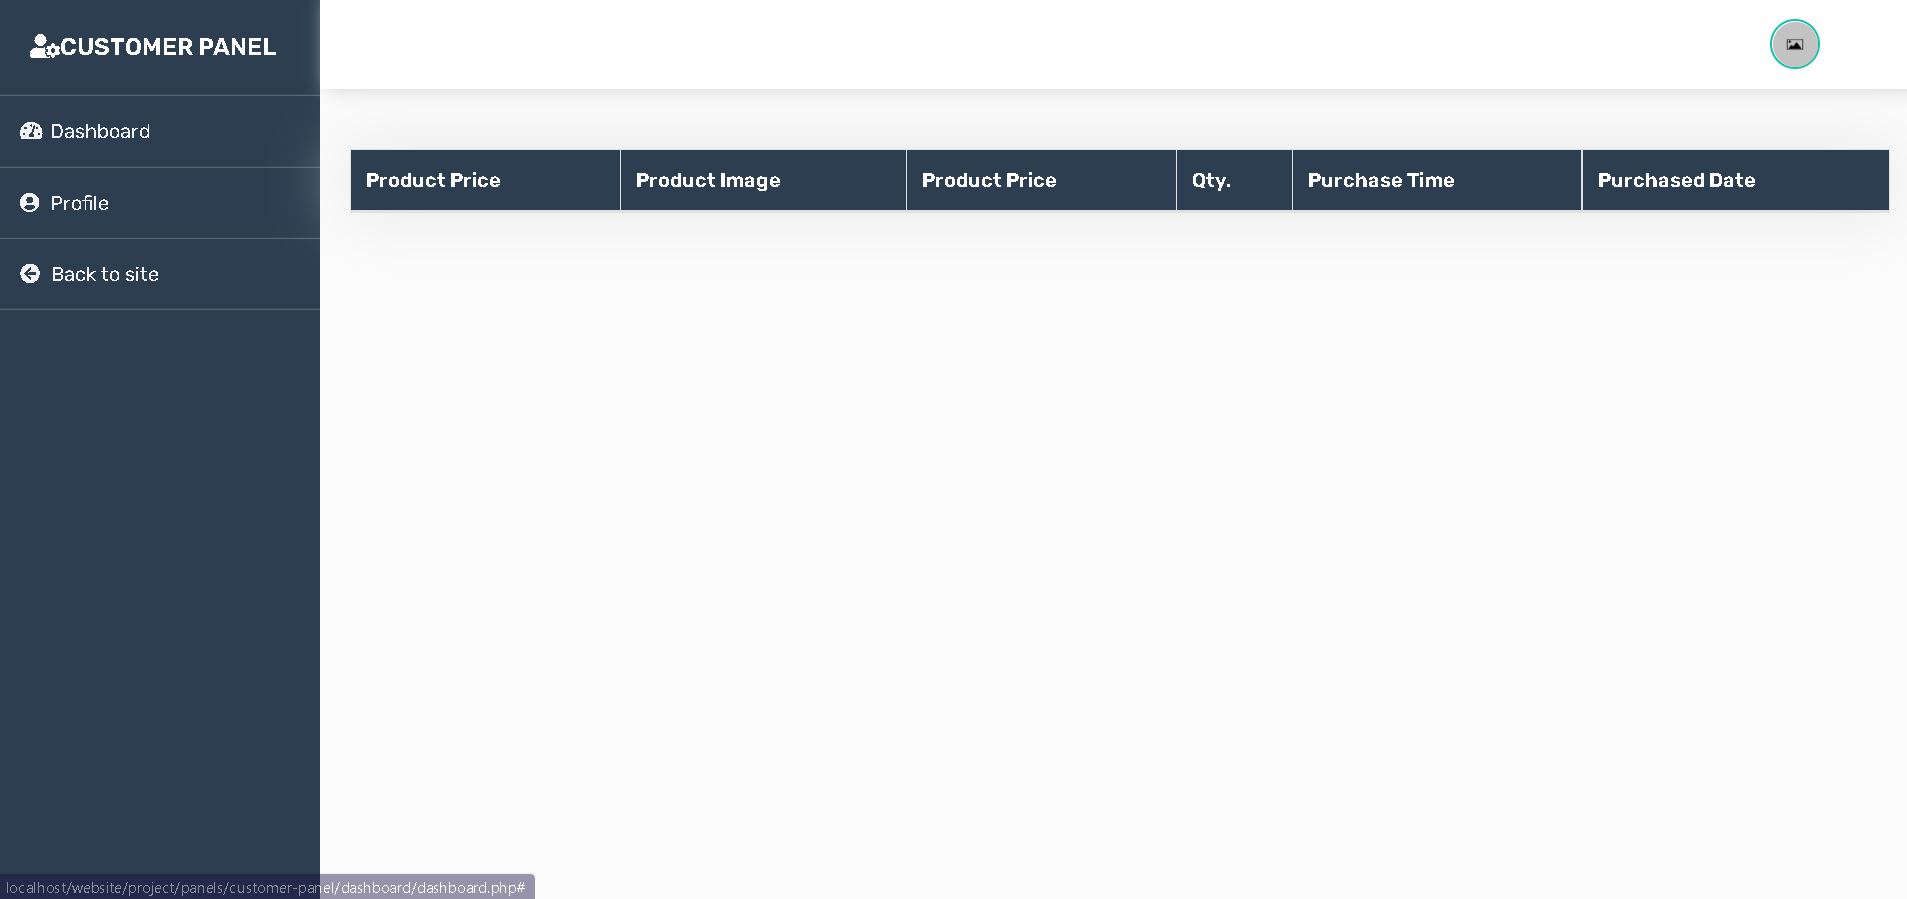 CUSTOMER PANEL
Dashboard
Profile
Back to site
Product Price
Product Image
Product Price
Qty.
Purchase Time
Purchased Date
localhost/website/project/panels/customer-panel/dashboard/dashboard.php#